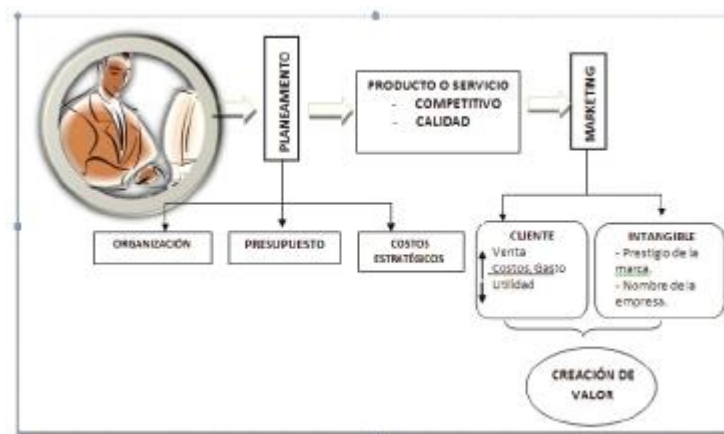 PLANEAMIENTO
PRODUCTO O SERVICIO
- COMPETITIVO
- CALIDAD
MARKETING
ORGANIZACIÓN
PRESUPUESTO
COSTOS
ESTRATÉGICOS
CLIENTE
Venta
Costos, Gasto
Utilidad
INTANGIBLE
- Prestigio de la
marca.
- Nombre de la
empresa.
CREACIÓN DE
VALOR